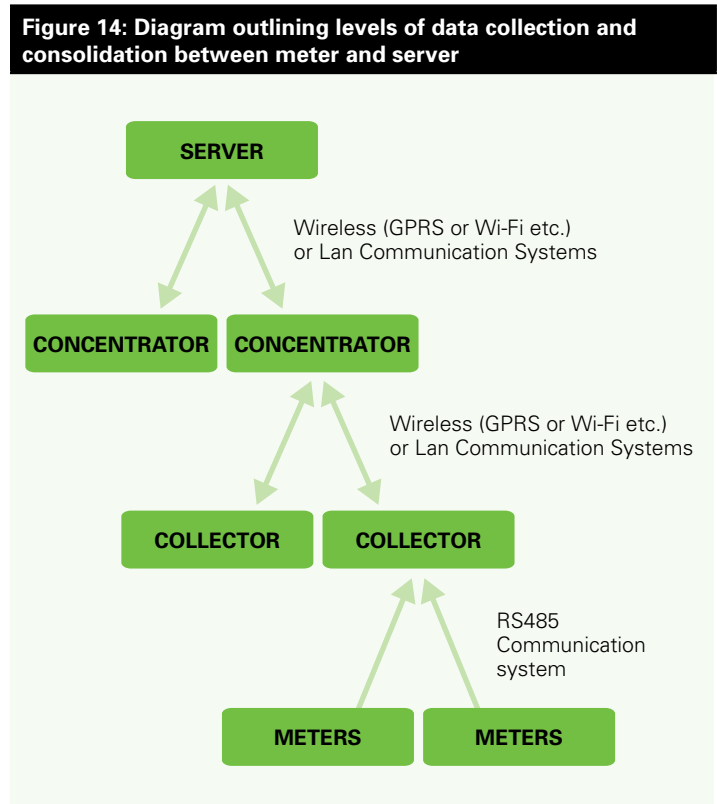 Figure 14: Diagram outlining levels of data collection and
consolidation between meter and server
SERVER
Wireless (GPRS or Wi-Fi etc.)
or Lan Communication Systems
CONCENTRATOR
CONCENTRATOR
Wireless (GPRS or Wi-Fi etc.)
or Lan Communication Systems
COLLECTOR
COLLECTOR
RS485
Communication
system
METERS
METERS